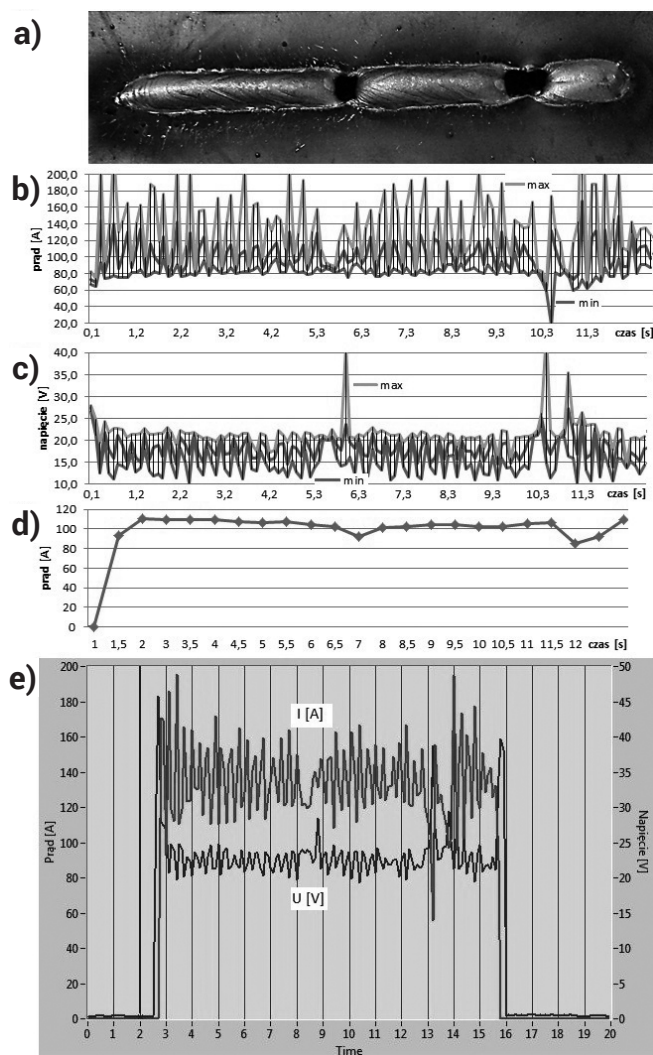 a)
b)
prąd [A]
200,0
180,0
160,0
140,0
120,0
100,0
80,0
60,0
40,0
20,0
max
min
0,1 1,2 2,2 3,2 4,2 5,3 6,3 7,3 8,3 9,3 10,3 11,3 czas [s]
c)
napięcie [V]
40,0
35,0
30,0
25,0
20,0
15,0
10,0
max
min
0,1 1,2 2,2 3,2 4,2 5,3 6,3 7,3 8,3 9,3 10,3 11,3 czas [s]
d)
prąd [A]
120
100
80
60
40
20
0
1 1,5 2 3 4 4,5 5 5,5 6 6,5 7 8 8,5 9 9,5 10 10,5 11 11,5 12 czas [s]
e)
Prąd [A]
200
180
160
140
120
100
80
60
40
20
0
I [A]
U [V]
50
45
40
35
30
25
20
15
10
5
0
Napięcie [V]
0 1 2 3 4 5 6 7 8 9 10 11 12 13 14 15 16 17 18 19 20
Time